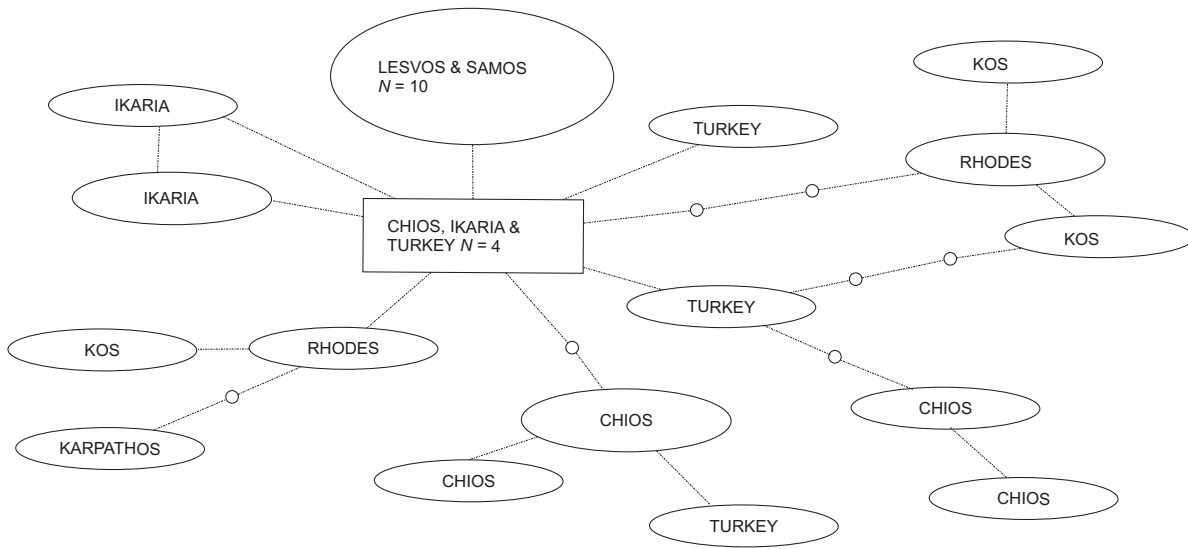 LESVOS & SAMOS
N = 10
KOS
IKARIA
TURKEY
RHODES
IKARIA
CHIOS, IKARIA &
TURKEY N = 4
KOS
TURKEY
KOS
RHODES
CHIOS
CHIOS
KARPATHOS
CHIOS
CHIOS
TURKEY